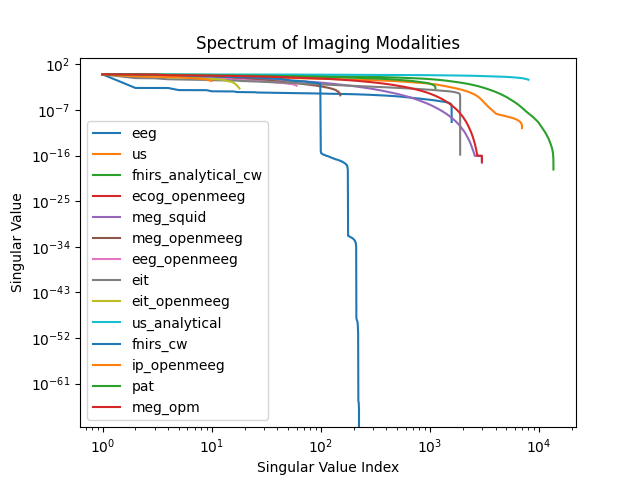 Spectrum of Imaging Modalities
Singular Value
10^2
10^-7
10^-16
10^-25
10^-34
10^-43
10^-52
10^-61
eeg
us
fnirs_analytical_cw
ecog_openmeeg
meg_squid
meg_openmeeg
eeg_openmeeg
eit
eit_openmeeg
us_analytical
fnirs_cw
ip_openmeeg
pat
meg_opm
10^0 10^1 10^2 10^3 10^4
Singular Value Index